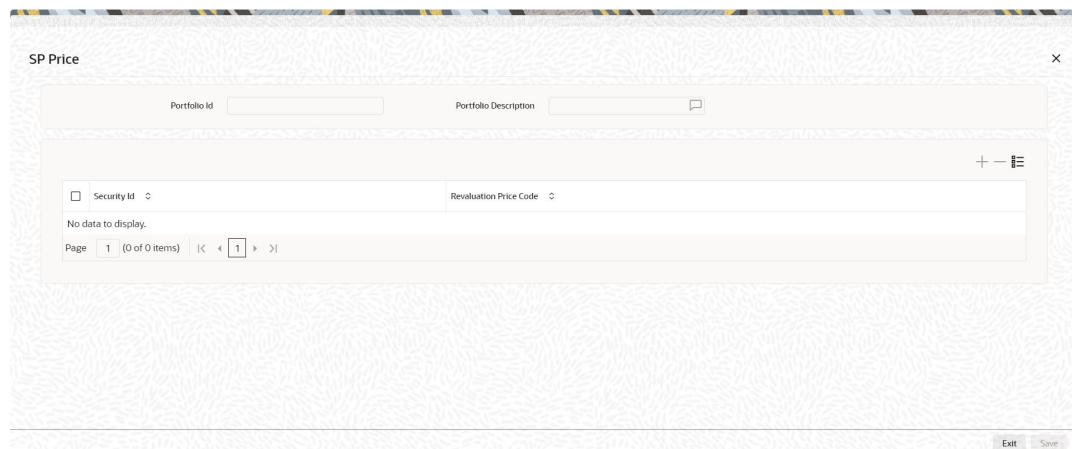 SP Price
Portfolio Id Portfolio Description
Security Id Revaluation Price Code
No data to display.
Page 1 (0 of 0 items) 1
Exit Save